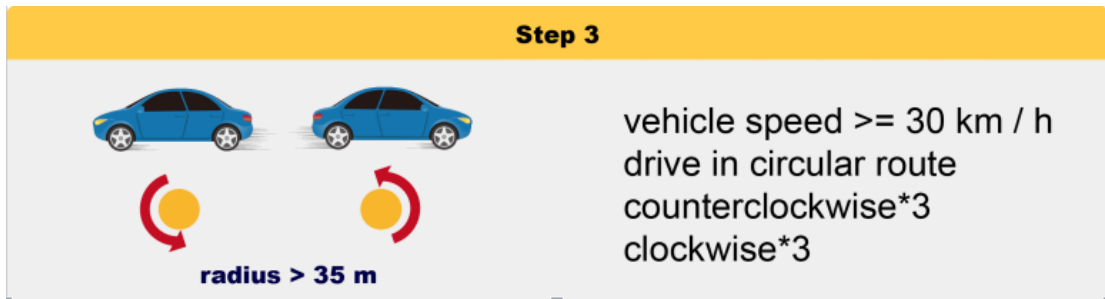 Step 3
vehicle speed >= 30 km / h
drive in circular route
counterclockwise*3
clockwise*3
radius > 35 m